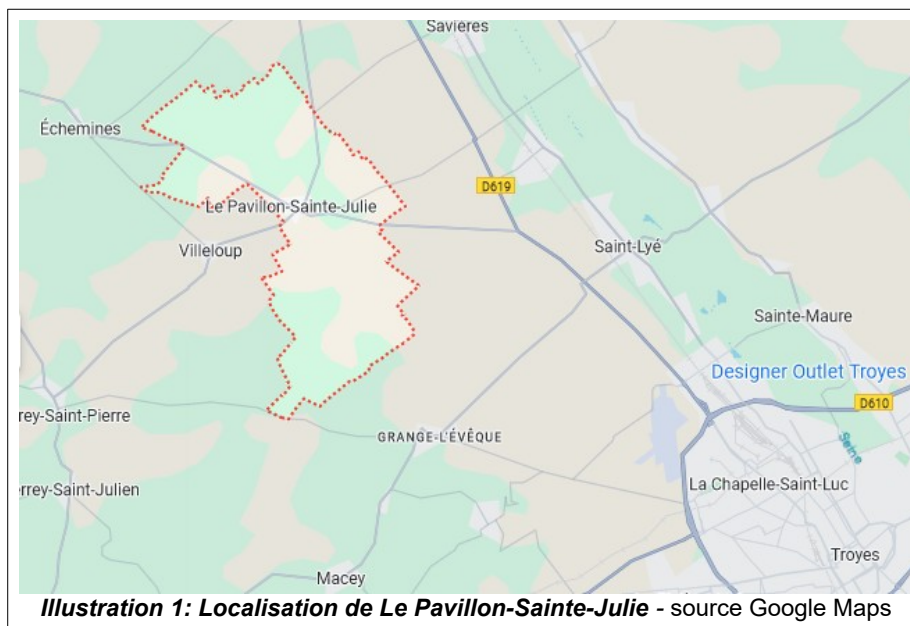 Savières
Échemines
D619
Le Pavillon-Sainte-Julie
Villeloup
Saint-Lyé
Sainte-Maure
Designer Outlet Troyes
D610
rey-Saint-Pierre
GRANGE-L'ÉVÊQUE
Seine
errey-Saint-Julien
La Chapelle-Saint-Luc
Troyes
Macey
Illustration 1: Localisation de Le Pavillon-Sainte-Julie - source Google Maps